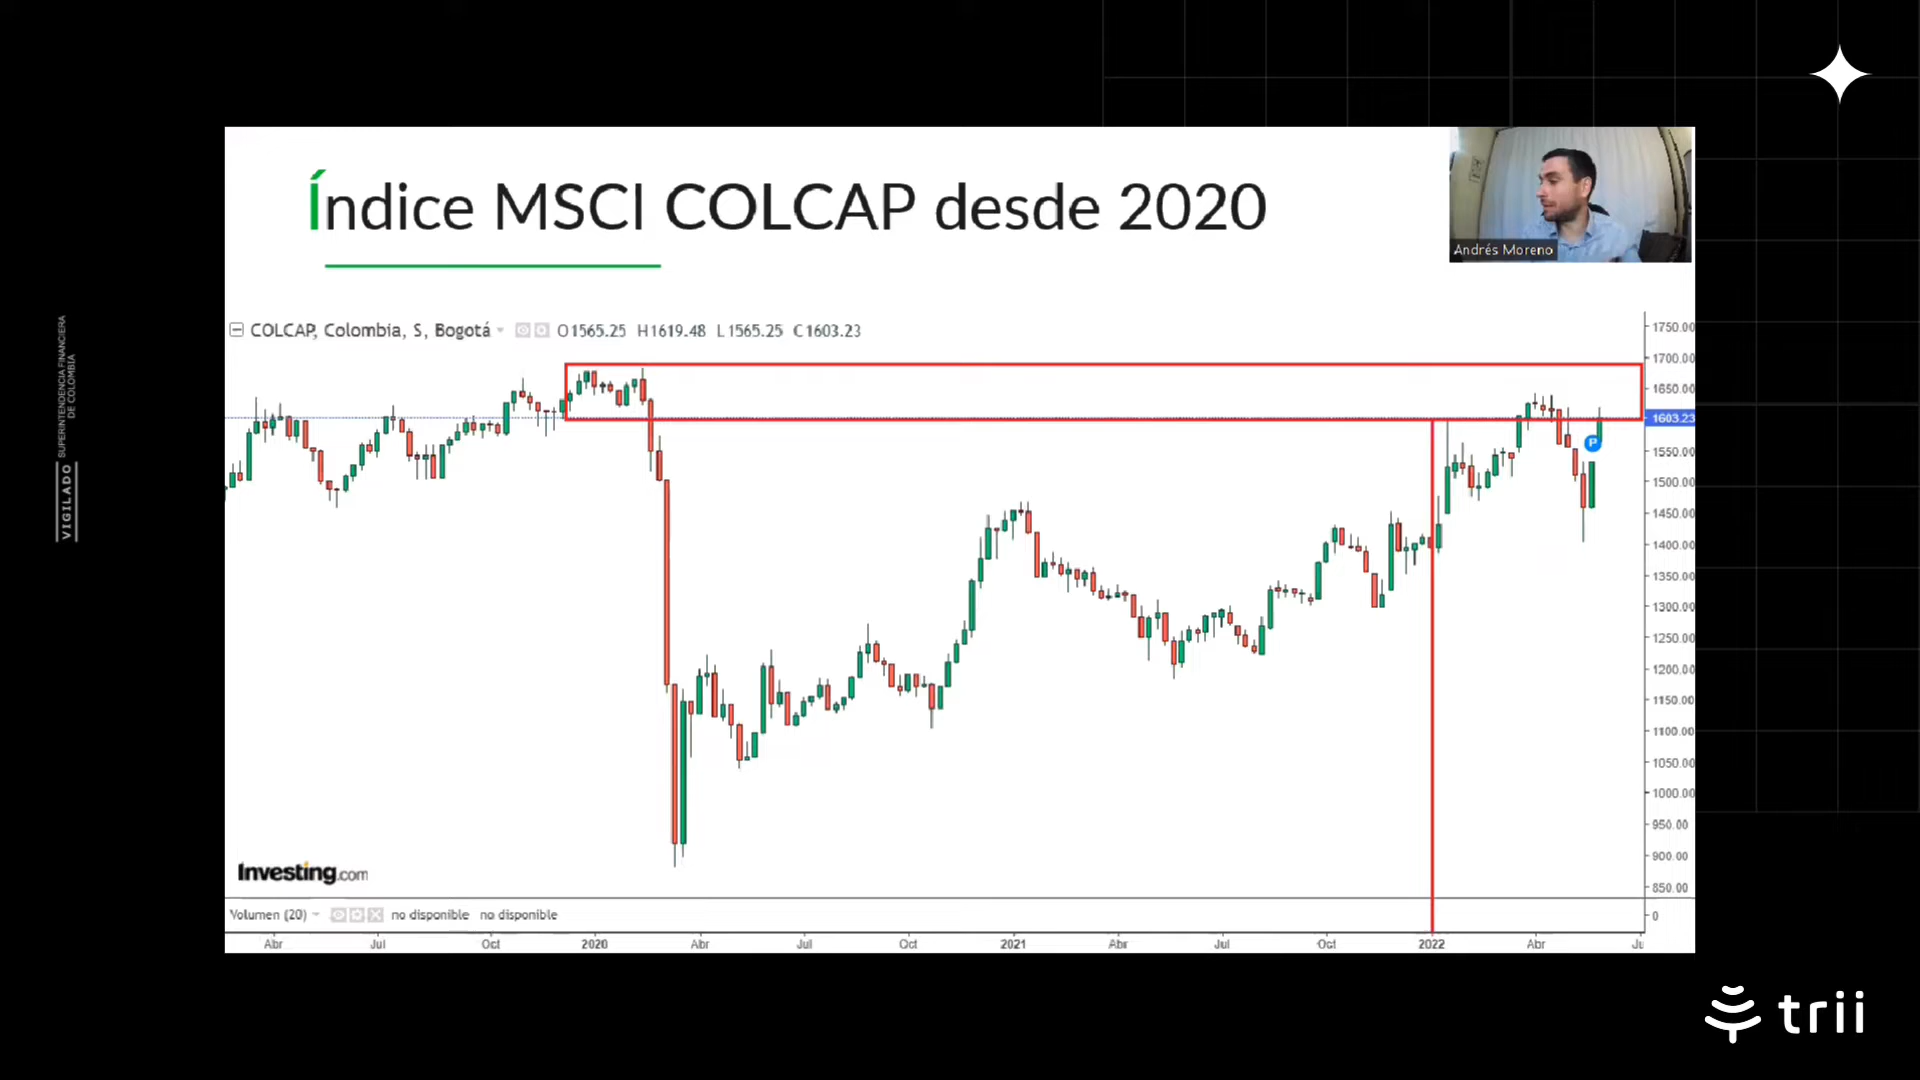 Índice MSCI COLCAP desde 2020
Andrés Moreno
COLCAP, Colombia, S, Bogotá O1565.25 H1619.48 L1565.25 C1603.23
1750.00
1700.00
1650.00
1603.23
1550.00
1500.00
1450.00
1400.00
1350.00
1300.00
1250.00
1200.00
1150.00
1100.00
1050.00
1000.00
950.00
900.00
850.00
0
P
Investing.com
Volumen (20) no disponible no disponible
Abr Jul Oct 2020 Abr Jul Oct 2021 Abr Jul Oct 2022 Abr Ju
VIGILADO SUPERINTENDENCIA FINANCIERA
DE COLOMBIA
trii